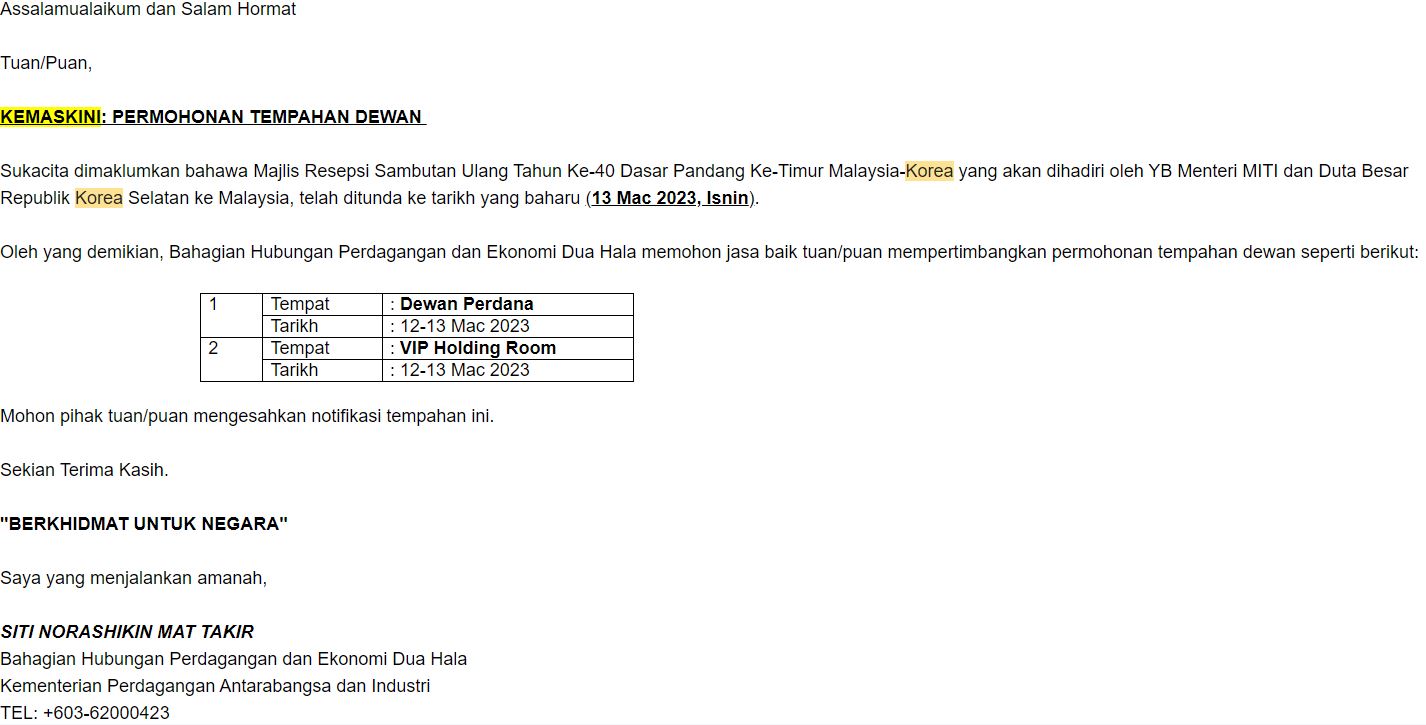 Assalamualaikum dan Salam Hormat
Tuan/Puan,
KEMASKINI: PERMOHONAN TEMPAHAN DEWAN
Sukacita dimaklumkan bahawa Majlis Resepsi Sambutan Ulang Tahun Ke-40 Dasar Pandang Ke-Timur Malaysia-Korea yang akan dihadiri oleh YB Menteri MITI dan Duta Besar
Republik Korea Selatan ke Malaysia, telah ditunda ke tarikh yang baharu (13 Mac 2023, Isnin).
Oleh yang demikian, Bahagian Hubungan Perdagangan dan Ekonomi Dua Hala memohon jasa baik tuan/puan mempertimbangkan permohonan tempahan dewan seperti berikut:
1 Tempat : Dewan Perdana
Tarikh : 12-13 Mac 2023
2 Tempat : VIP Holding Room
Tarikh : 12-13 Mac 2023
Mohon pihak tuan/puan mengesahkan notifikasi tempahan ini.
Sekian Terima Kasih.
"BERKHIDMAT UNTUK NEGARA"
Saya yang menjalankan amanah,
SITI NORASHIKIN MAT TAKIR
Bahagian Hubungan Perdagangan dan Ekonomi Dua Hala
Kementerian Perdagangan Antarabangsa dan Industri
TEL: +603-62000423